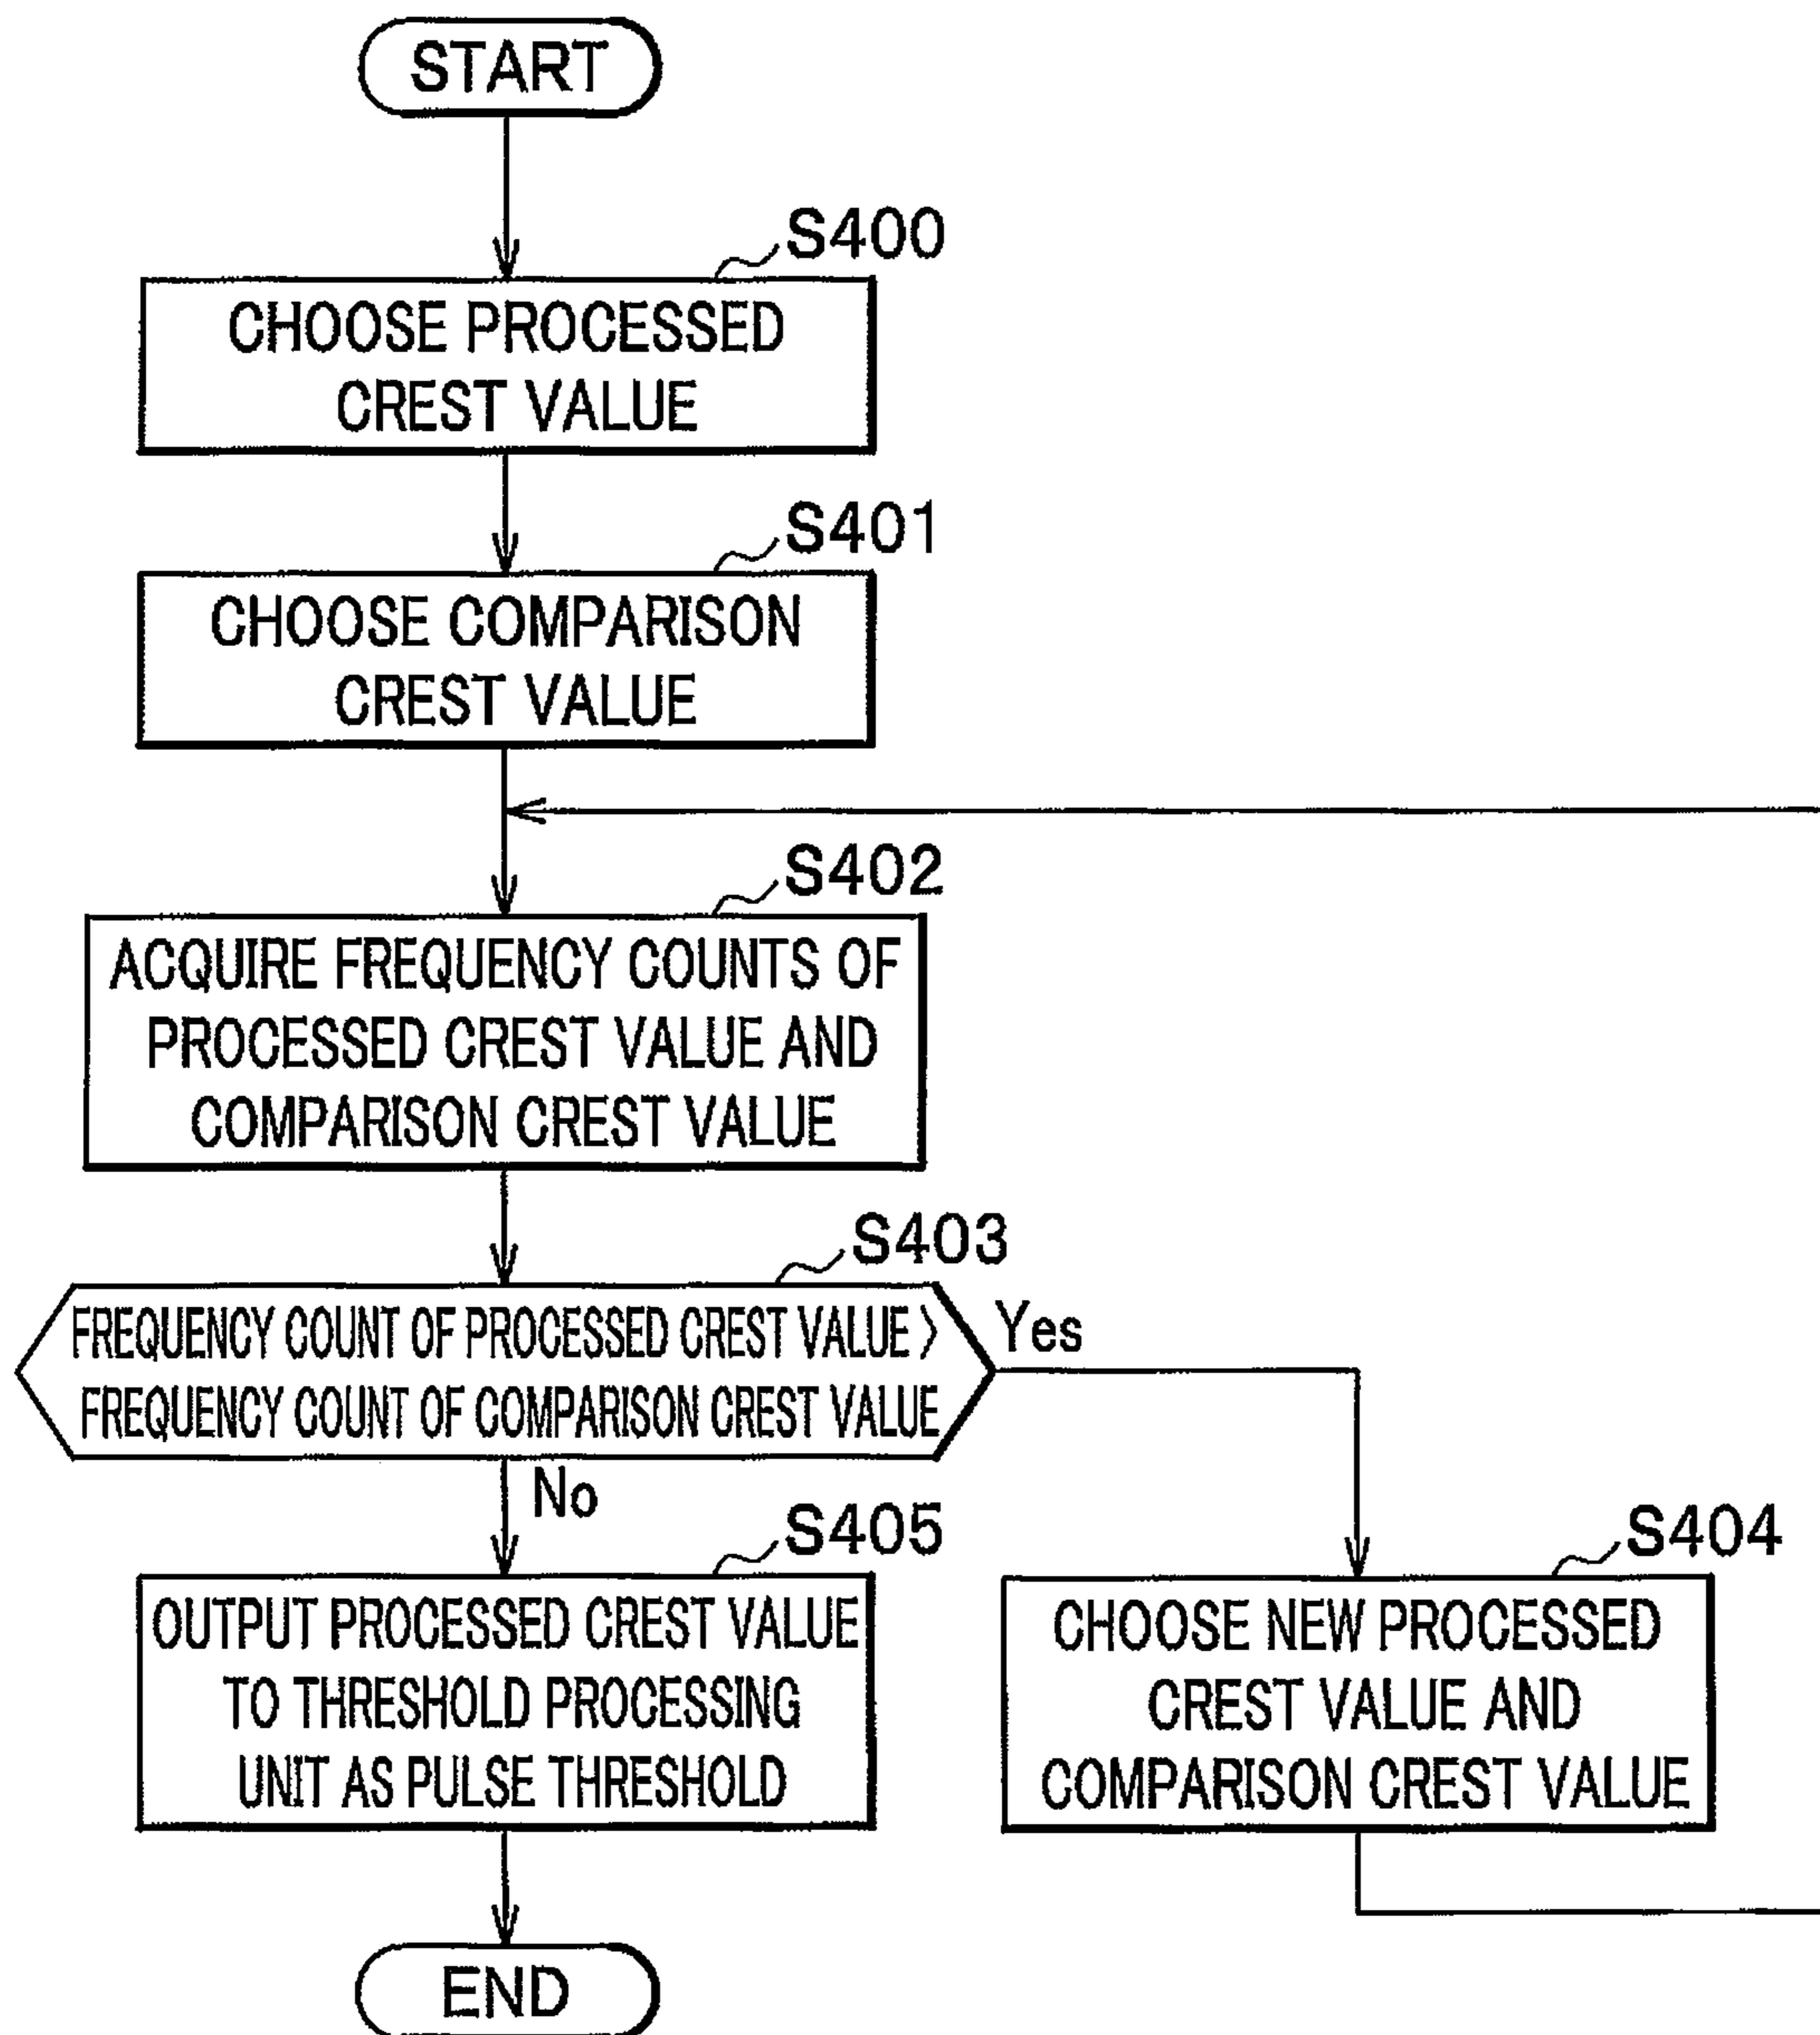 START
S400
CHOOSE PROCESSED
CREST VALUE
S401
CHOOSE COMPARISON
CREST VALUE
S402
ACQUIRE FREQUENCY COUNTS OF
PROCESSED CREST VALUE AND
COMPARISON CREST VALUE
S403
FREQUENCY COUNT OF PROCESSED CREST VALUE >
FREQUENCY COUNT OF COMPARISON CREST VALUE
Yes
No
S405
OUTPUT PROCESSED CREST VALUE
TO THRESHOLD PROCESSING
UNIT AS PULSE THRESHOLD
S404
CHOOSE NEW PROCESSED
CREST VALUE AND
COMPARISON CREST VALUE
END